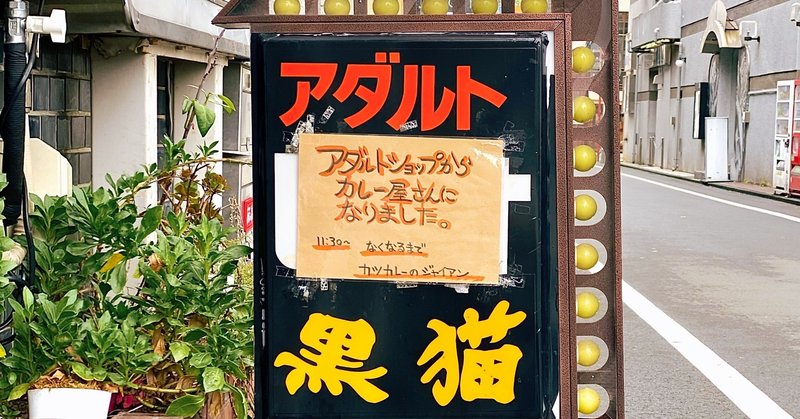 アダルト
アダルトショップから
カレー屋さんに
なりました。
11:30〜 なくなるまで
カツカレーのジャイアン
黒猫